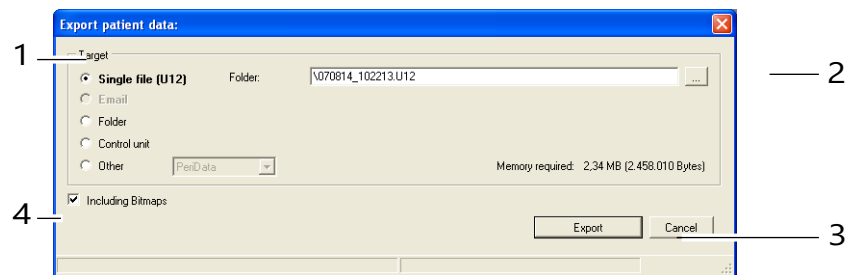 Export patient data:
1
Target
Single file (U12) Folder: \070814_102213.U12 ...
2
Email
Folder
Control unit
Other PeriData Memory required: 2,34 MB (2.458.010 Bytes)
Including Bitmaps
4
Export Cancel
3